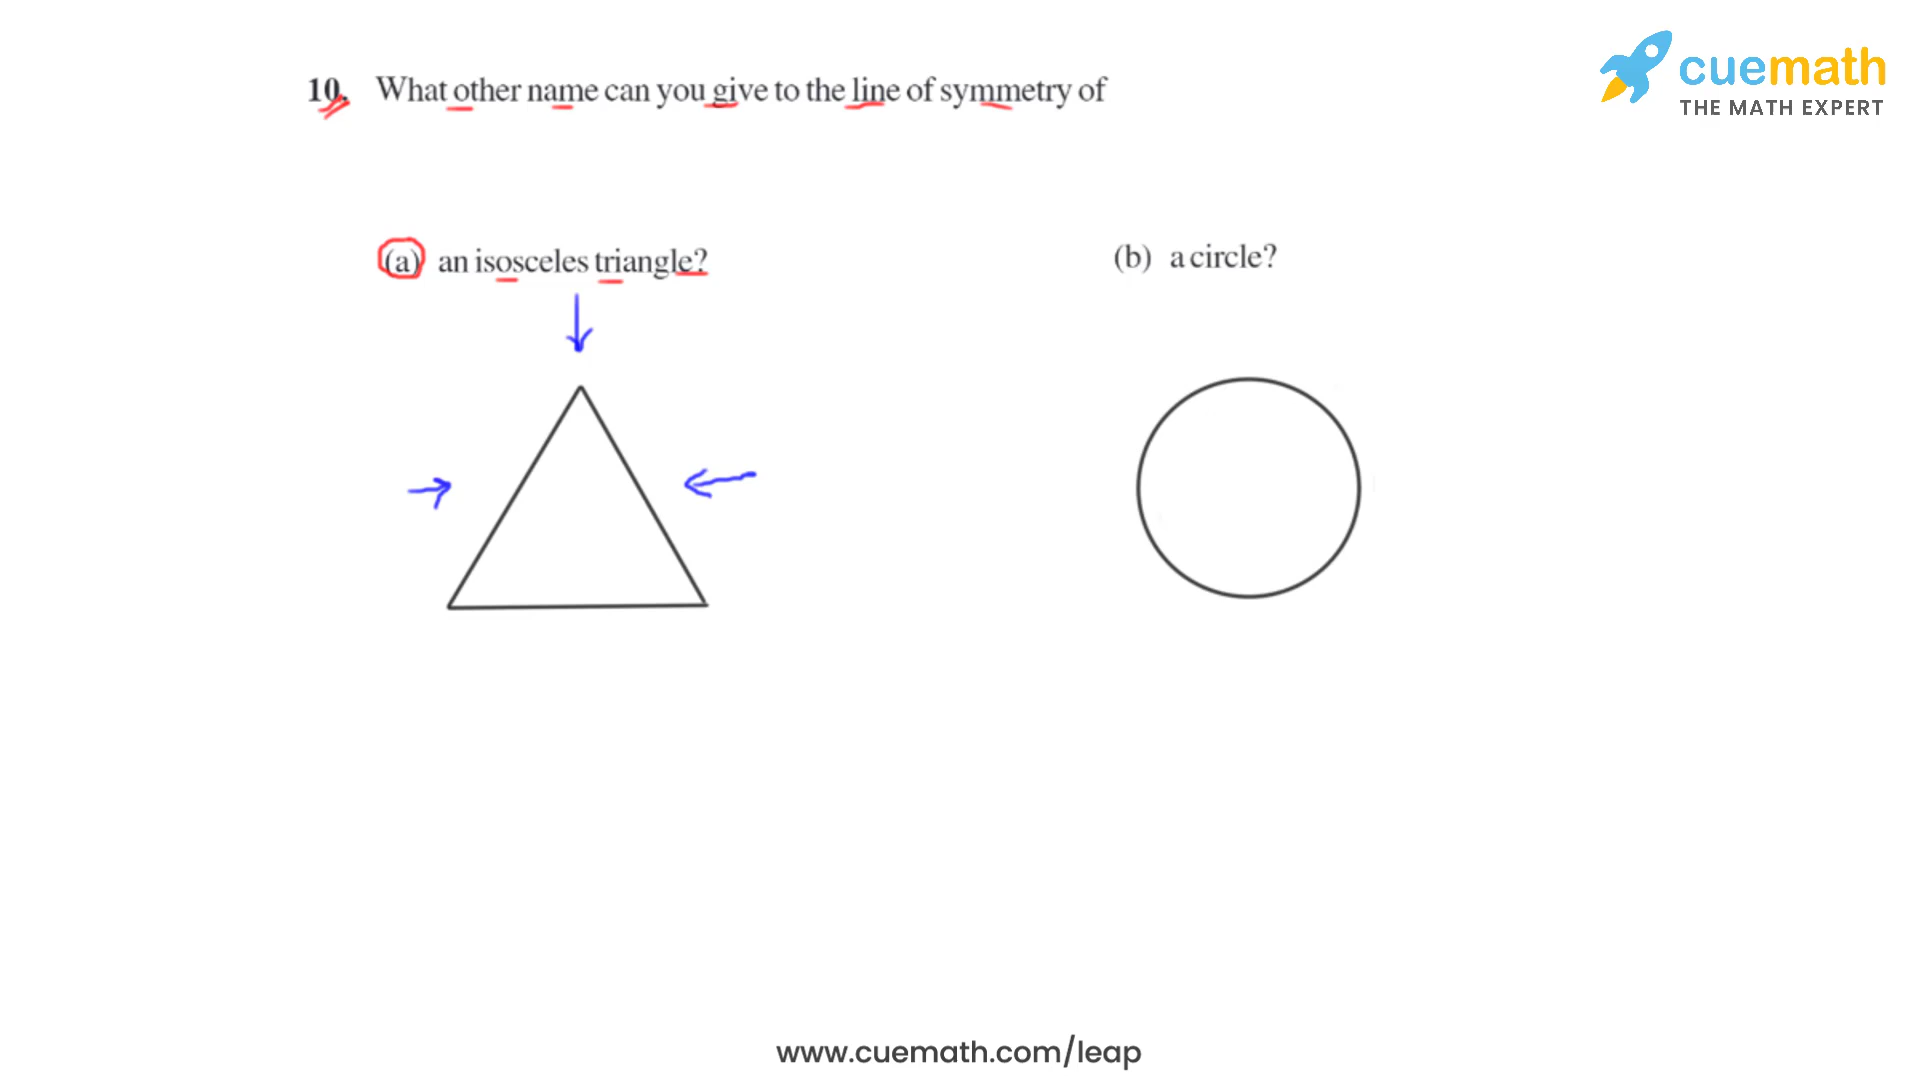 10. What other name can you give to the line of symmetry of
cuemath
THE MATH EXPERT
(a) an isosceles triangle?
(b) a circle?
www.cuemath.com/leap